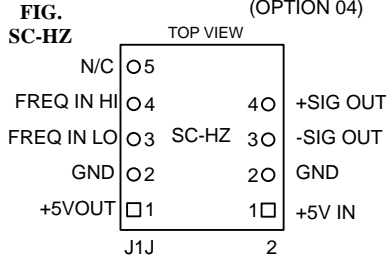 FIG.
SC-HZ
(OPTION 04)
TOP VIEW
N/C 5
FREQ IN HI 4 4 +SIG OUT
FREQ IN LO 3 SC-HZ 3 -SIG OUT
GND 2 2 GND
+5VOUT 1 1 +5V IN
J1J 2